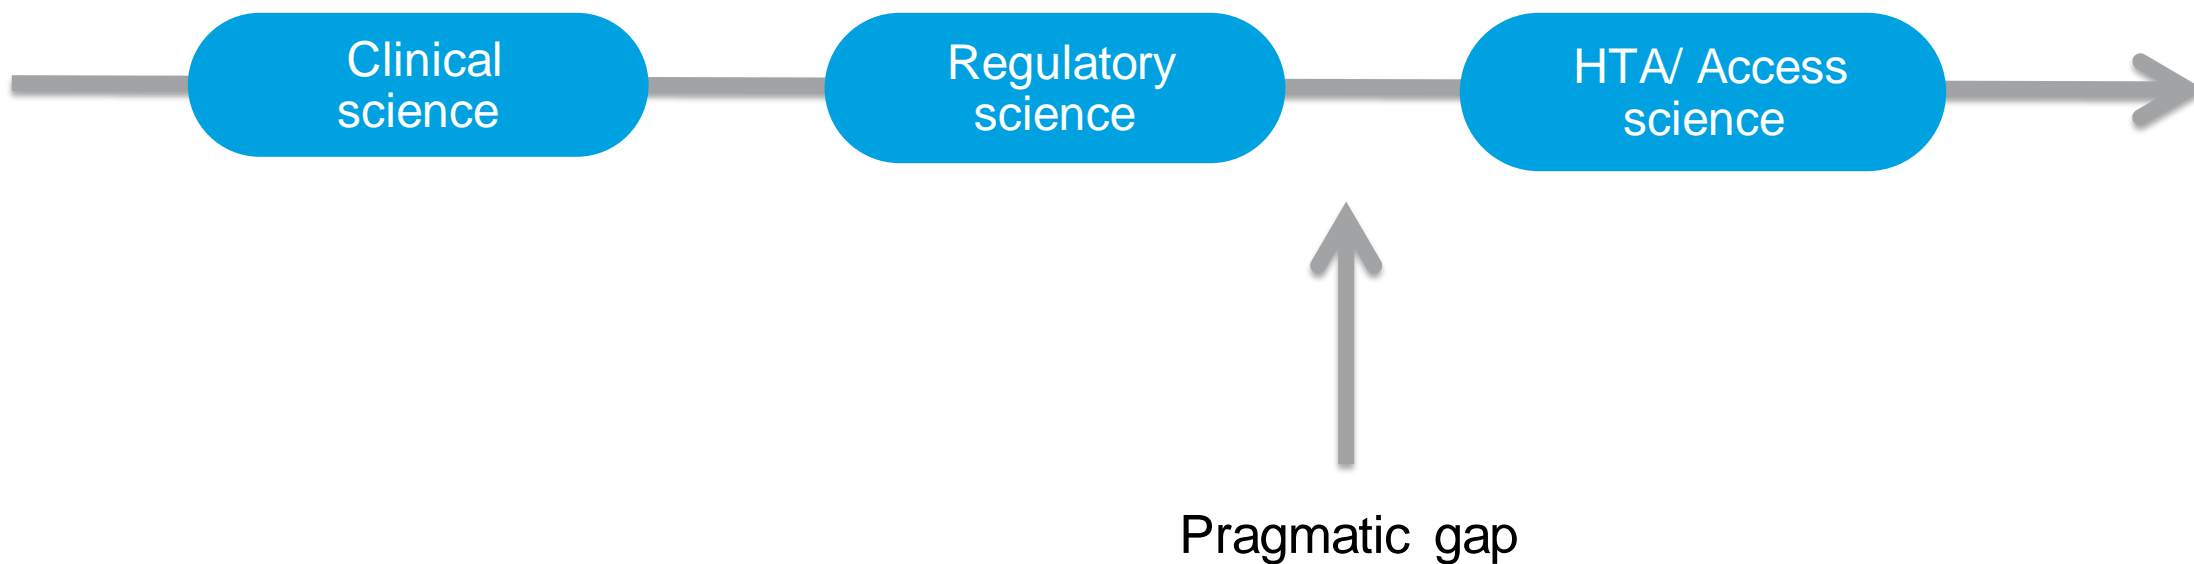 Clinical
science
Regulatory
science
HTA/ Access
science
Pragmatic gap